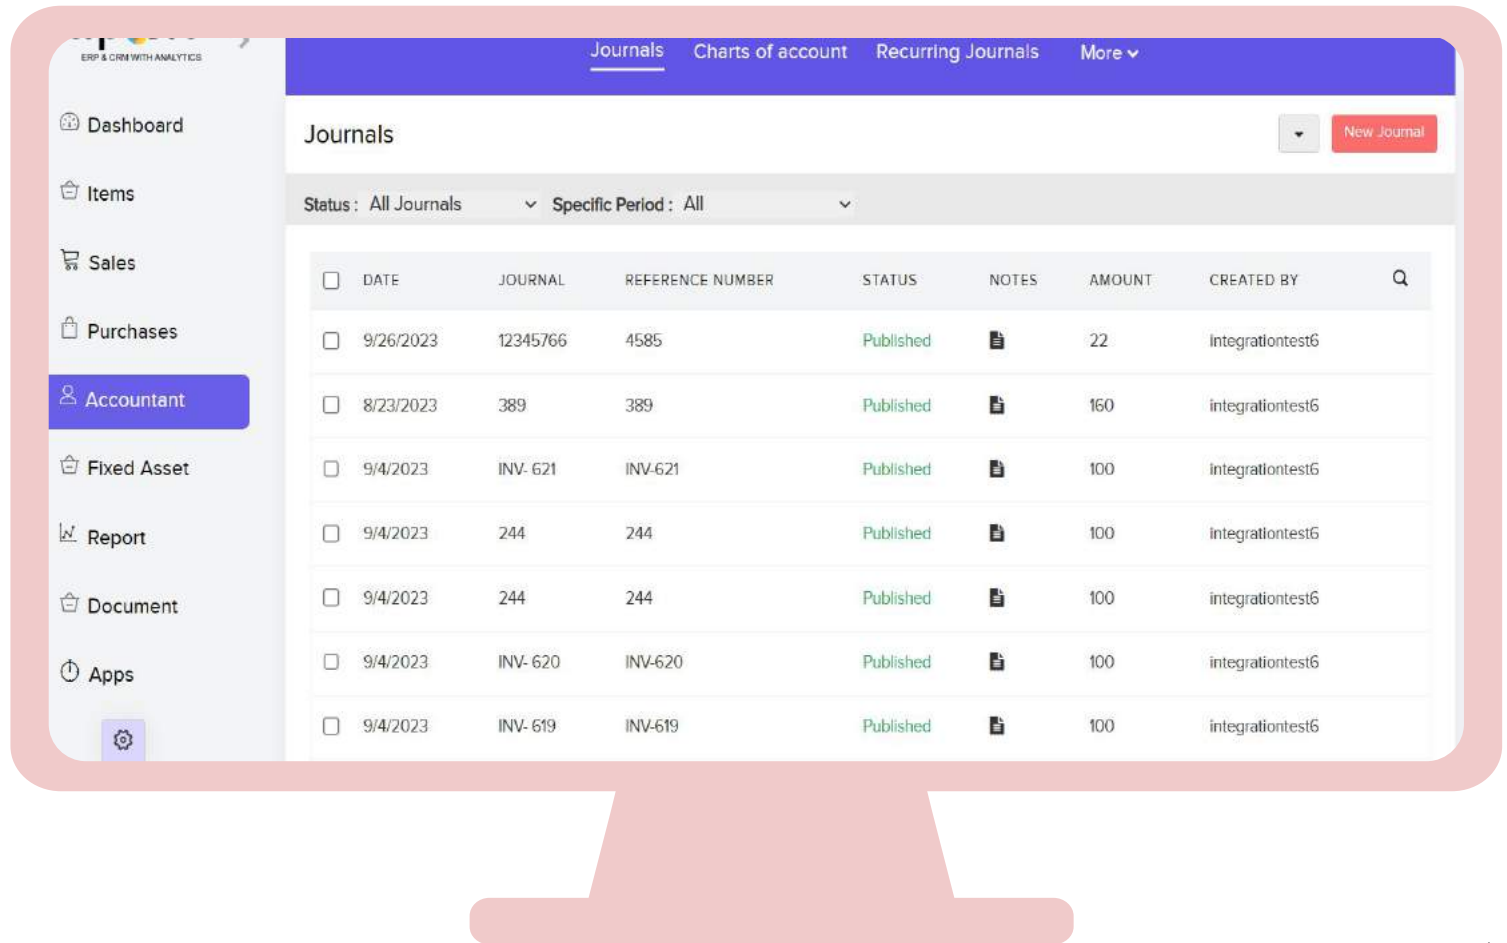 ERP & CRM WITH ANALYTICS
Journals Charts of account Recurring Journals More
Dashboard
Items
Sales
Purchases
Accountant
Fixed Asset
Report
Document
Apps
Journals New Journal
Status : All Journals Specific Period : All
DATE JOURNAL REFERENCE NUMBER STATUS NOTES AMOUNT CREATED BY
9/26/2023 12345766 4585 Published 22 integrationtest6
8/23/2023 389 389 Published 160 integrationtest6
9/4/2023 INV- 621 INV-621 Published 100 integrationtest6
9/4/2023 244 244 Published 100 integrationtest6
9/4/2023 244 244 Published 100 integrationtest6
9/4/2023 INV- 620 INV-620 Published 100 integrationtest6
9/4/2023 INV- 619 INV-619 Published 100 integrationtest6